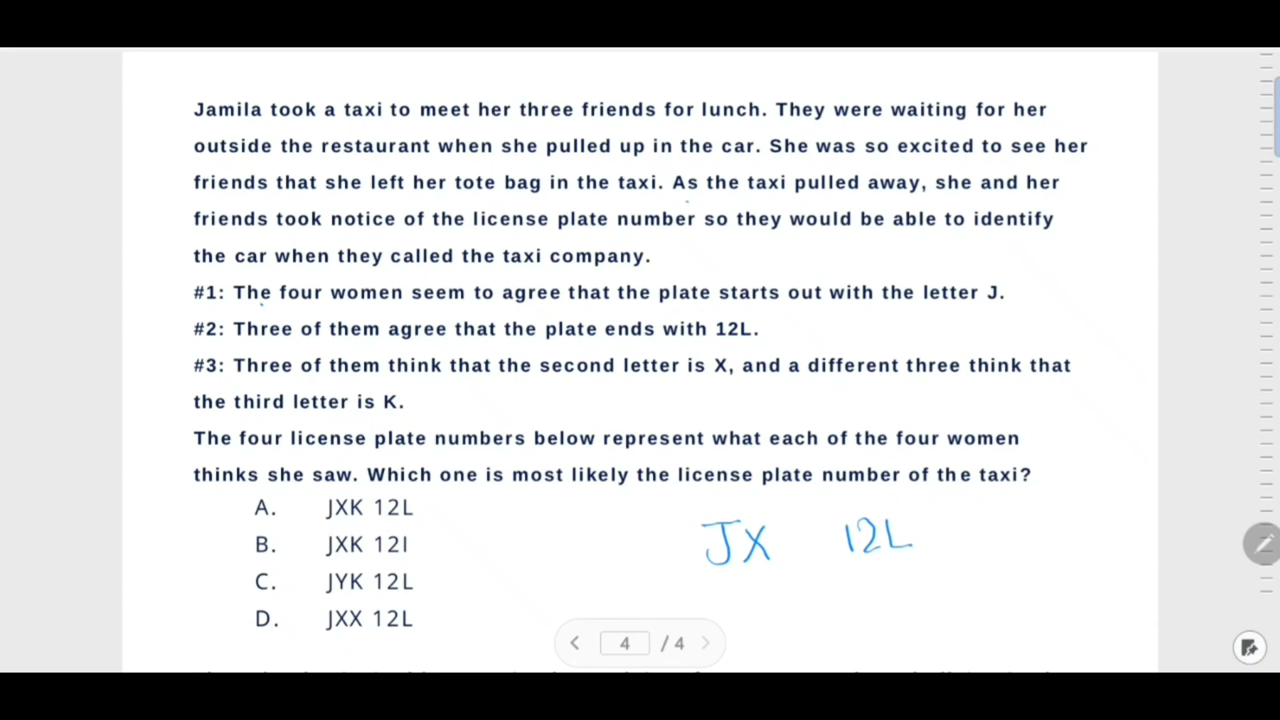 Jamila took a taxi to meet her three friends for lunch. They were waiting for her
outside the restaurant when she pulled up in the car. She was so excited to see her
friends that she left her tote bag in the taxi. As the taxi pulled away, she and her
friends took notice of the license plate number so they would be able to identify
the car when they called the taxi company.
#1: The four women seem to agree that the plate starts out with the letter J.
#2: Three of them agree that the plate ends with 12L.
#3: Three of them think that the second letter is X, and a different three think that
the third letter is K.
The four license plate numbers below represent what each of the four women
thinks she saw. Which one is most likely the license plate number of the taxi?
A. JXK 12L
B. JXK 12I
C. JYK 12L
D. JXX 12L
JX 12L
4 / 4